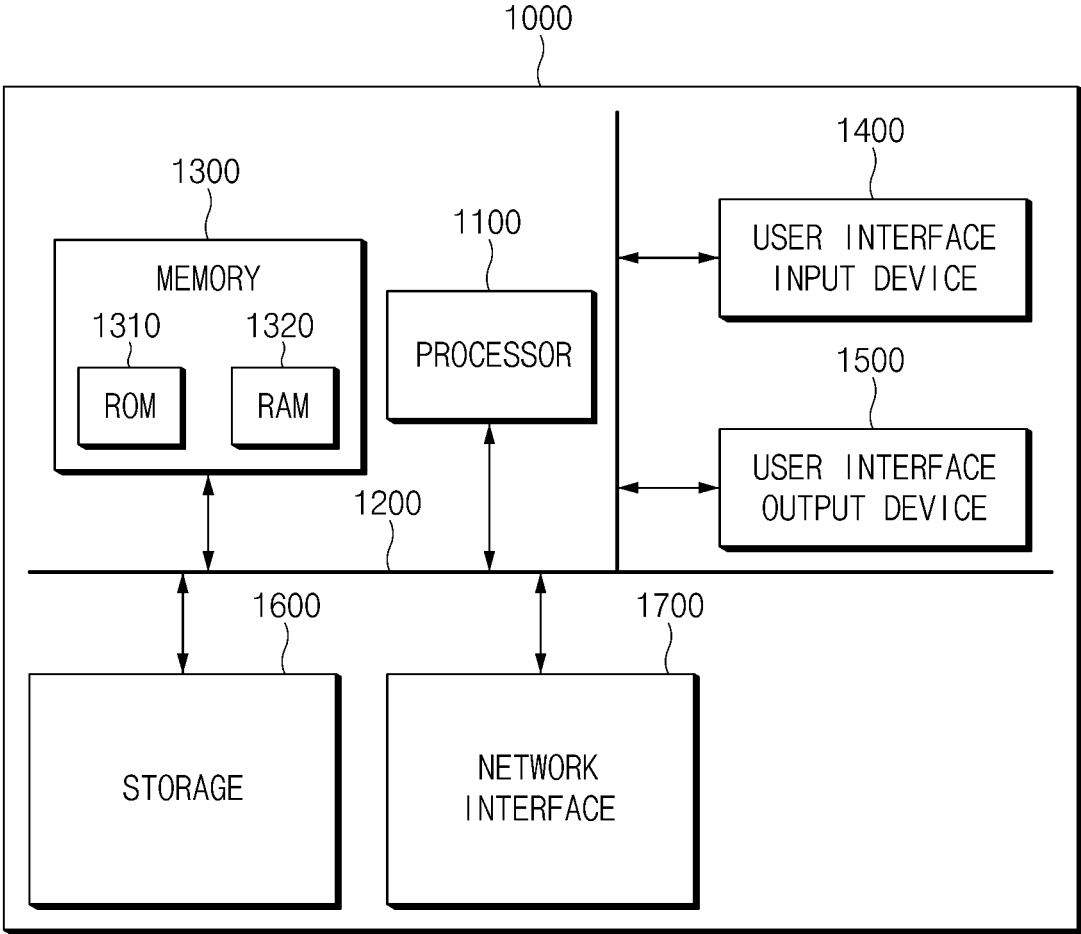 1000
1400
1300
1100
USER INTERFACE
INPUT DEVICE
MEMORY
1310
1320
PROCESSOR
ROM
RAM
1500
USER INTERFACE
OUTPUT DEVICE
1200
1600
1700
STORAGE
NETWORK
INTERFACE